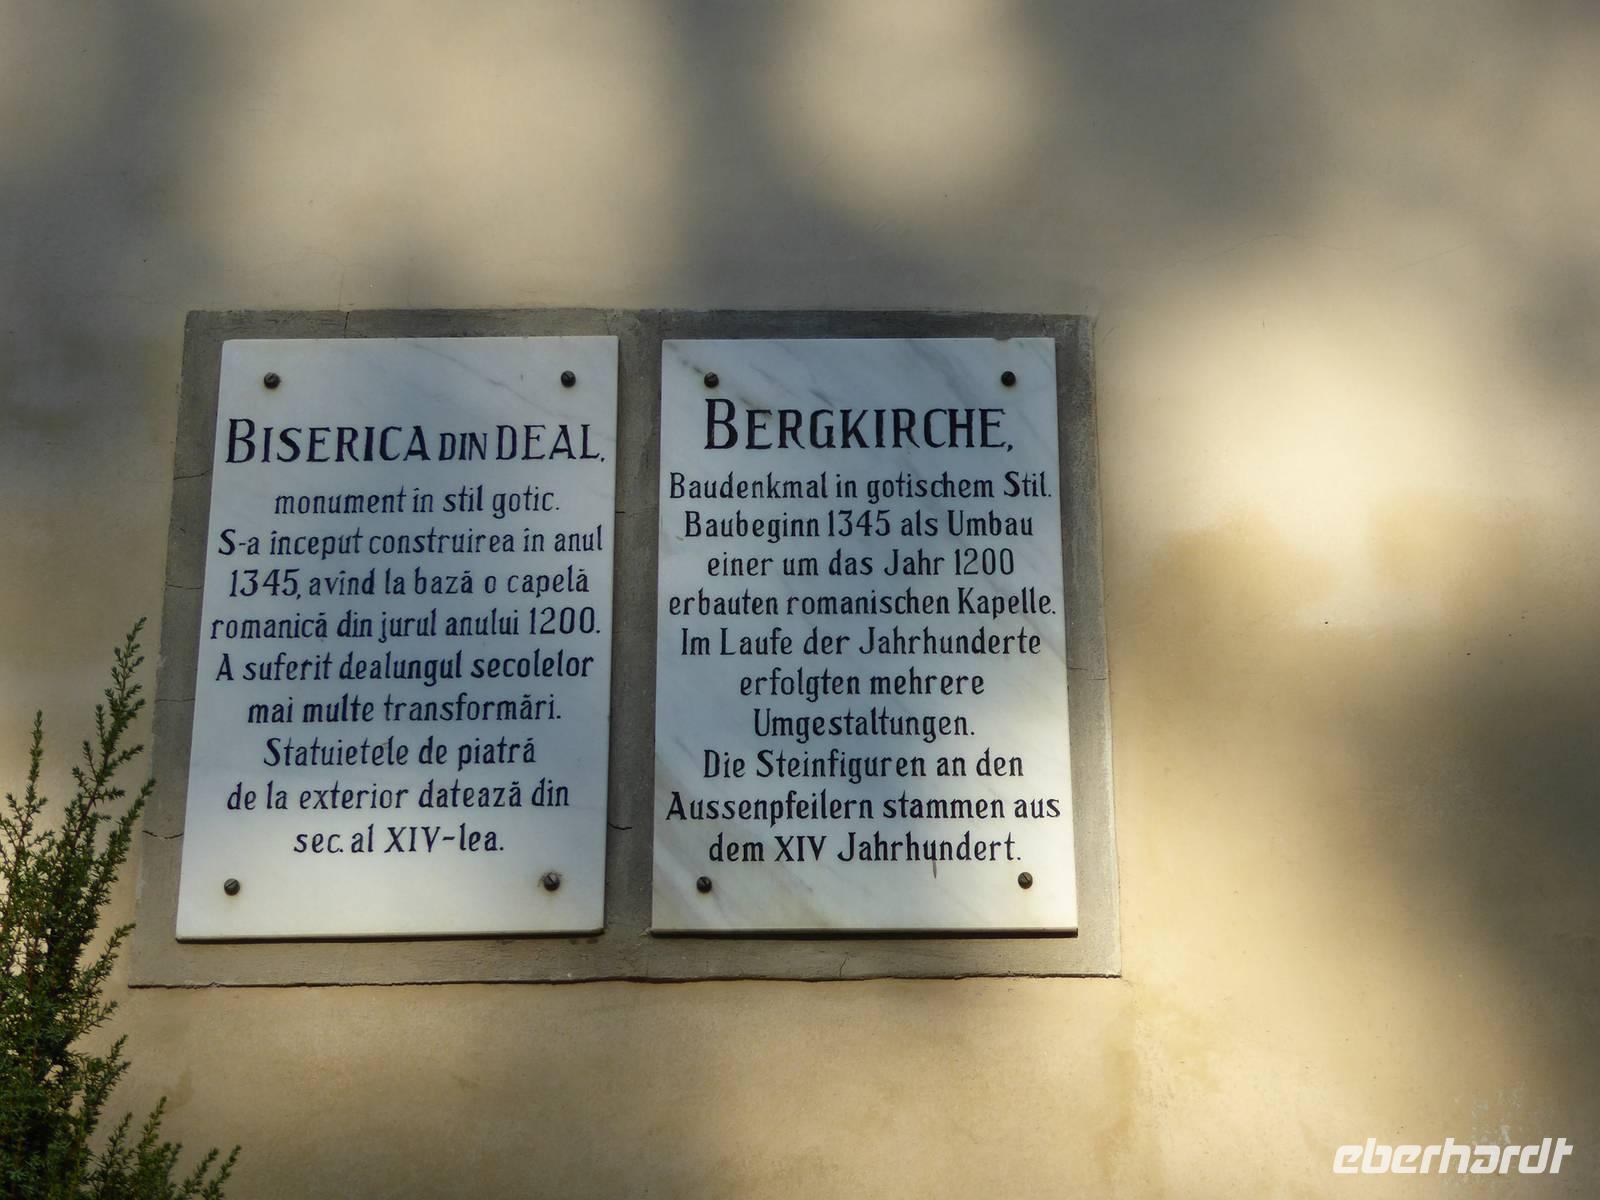 BISERICA DIN DEAL,
monument în stil gotic.
S-a început construirea în anul
1345, avînd la bază o capelă
romanică din jurul anului 1200.
A suferit dealungul secolelor
mai multe transformări.
Statuietele de piatră
de la exterior datează din
sec. al XIV-lea.
BERGKIRCHE,
Baudenkmal in gotischem Stil.
Baubeginn 1345 als Umbau
einer um das Jahr 1200
erbauten romanischen Kapelle.
Im Laufe der Jahrhunderte
erfolgten mehrere
Umgestaltungen.
Die Steinfiguren an den
Aussenpfeilern stammen aus
dem XIV Jahrhundert.
eberhardt